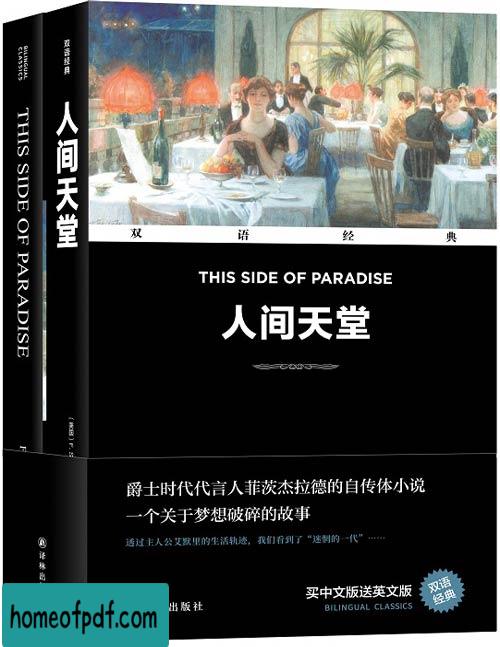 BILINGUAL
CLASSICS
THIS SIDE OF PARADISE
双语经典
人间天堂
〔美国〕F. S
双语经典
THIS SIDE OF PARADISE
人间天堂
爵士时代代言人菲茨杰拉德的自传体小说
一个关于梦想破碎的故事
透过主人公艾默里的生活轨迹，我们看到了“迷惘的一代”……
买中文版送英文版
BILINGUAL CLASSICS
双语
经典
译林出
出版社
homeofpdf.com